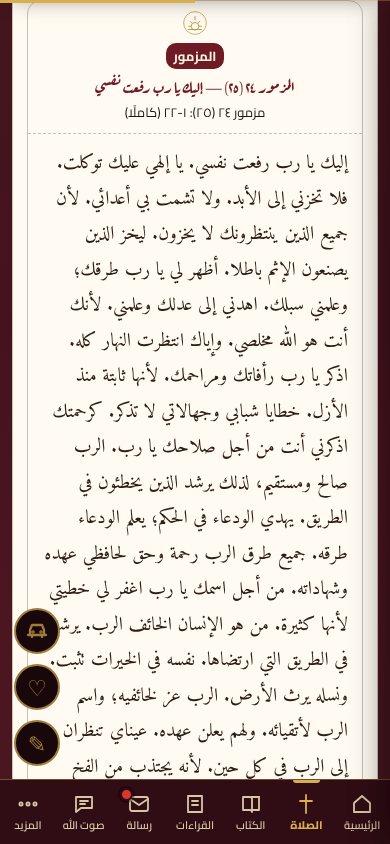 المزمور
المزمور ٢٤ (٢٥) — إليك يا رب رفعت نفسي
مزمور ٢٤ (٢٥): ١-٢٢ (كاملًا)
إليك يا رب رفعت نفسي. يا إلهي عليك توكلت.
فلا تخزني إلى الأبد. ولا تشمت بي أعدائي. لأن
جميع الذين ينتظرونك لا يخزون. ليخز الذين
يصنعون الإثم باطلا. أظهر لي يا رب طرقك؛
وعلمني سبلك. اهدني إلى عدلك وعلمني. لأنك
أنت هو الله مخلصي. وإياك انتظرت النهار كله.
اذكر يا رب رأفاتك ومراحمك. لأنها ثابتة منذ
الأزل. خطايا شبابي وجهالاتي لا تذكر. كرحمتك
اذكرني أنت من أجل صلاحك يا رب. الرب
صالح ومستقيم، لذلك يرشد الذين يخطئون في
الطريق. يهدي الودعاء في الحكم؛ يعلم الودعاء
طرقه. جميع طرق الرب رحمة وحق لحافظي عهده
وشهاداته. من أجل اسمك يا رب اغفر لي خطيتي
لأنها كثيرة. من هو الإنسان الخائف الرب. يرشد
في الطريق التي ارتضاها. نفسه في الخيرات تثبت.
ونسله يرث الأرض. الرب عز لخائفيه؛ واسم
الرب لأتقيائه. ولهم يعلن عهده. عيناي تنظران
إلى الرب في كل حين. لأنه يجتذب من الفخ
الرئيسية
الصلاة
الكتاب
القراءات
رسالة
صوت الله
المزيد